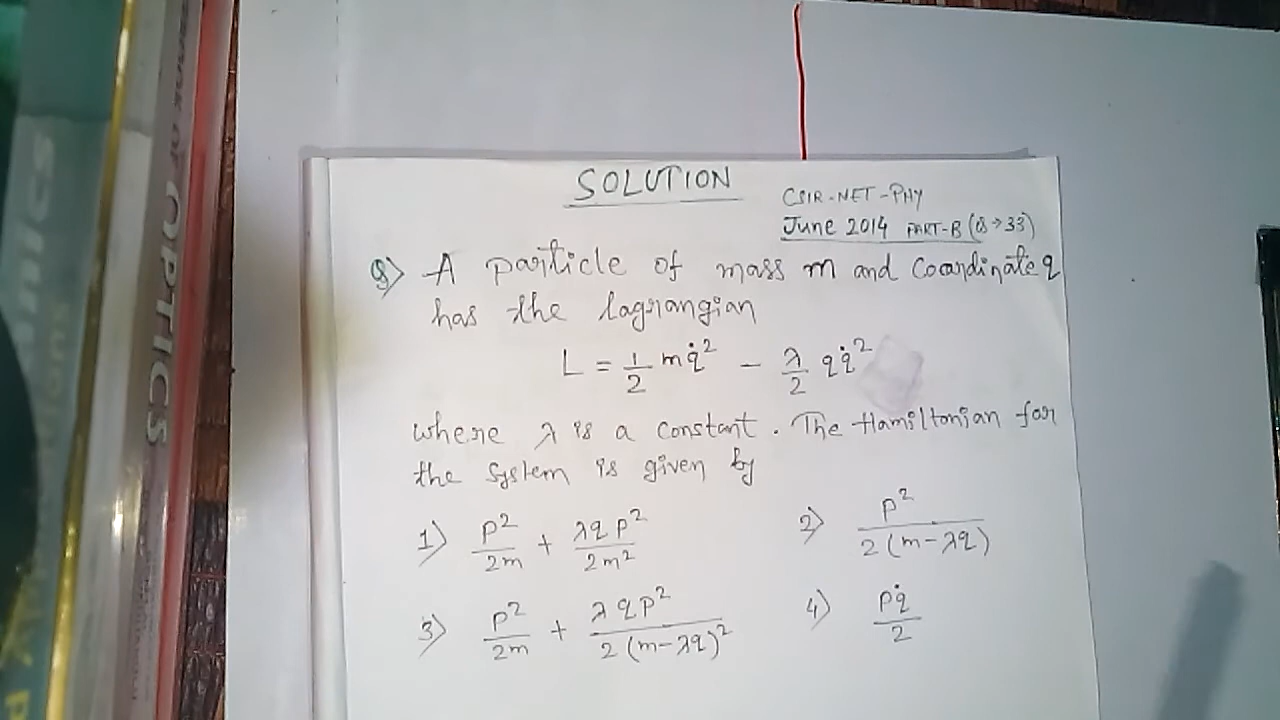 SOLUTION
CSIR-NET-PHY
June 2014 PART-B (Q8→33)
Q) A particle of mass m and Coordinate q
has the lagrangian
L = 1/2 mq̇² − λ/2 qq̇²
where λ is a constant. The Hamiltonian for
the system is given by
1) p²/2m + λqp²/2m² 2) p²/2(m−λq)
3) p²/2m + λqp²/2(m−λq)² 4) pq̇/2
OPTICS